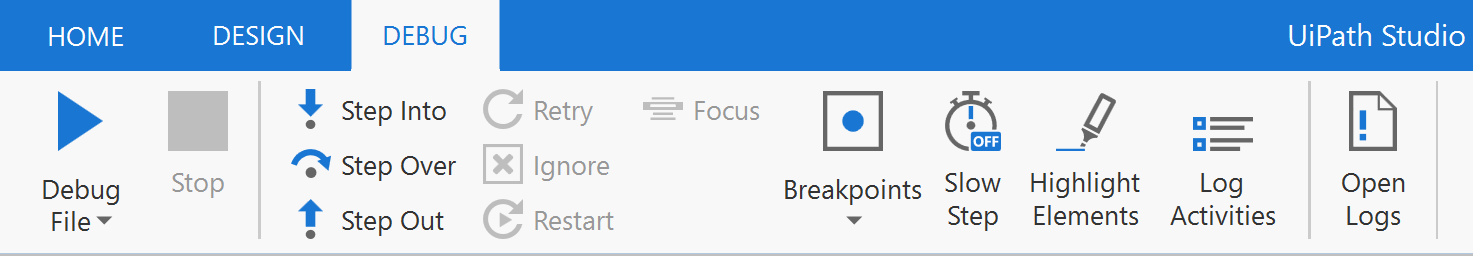 HOME DESIGN DEBUG UiPath Studio
Debug
File
Stop
Step Into
Step Over
Step Out
Retry
Ignore
Restart
Focus
Breakpoints
Slow
Step
OFF
Highlight
Elements
Log
Activities
Open
Logs